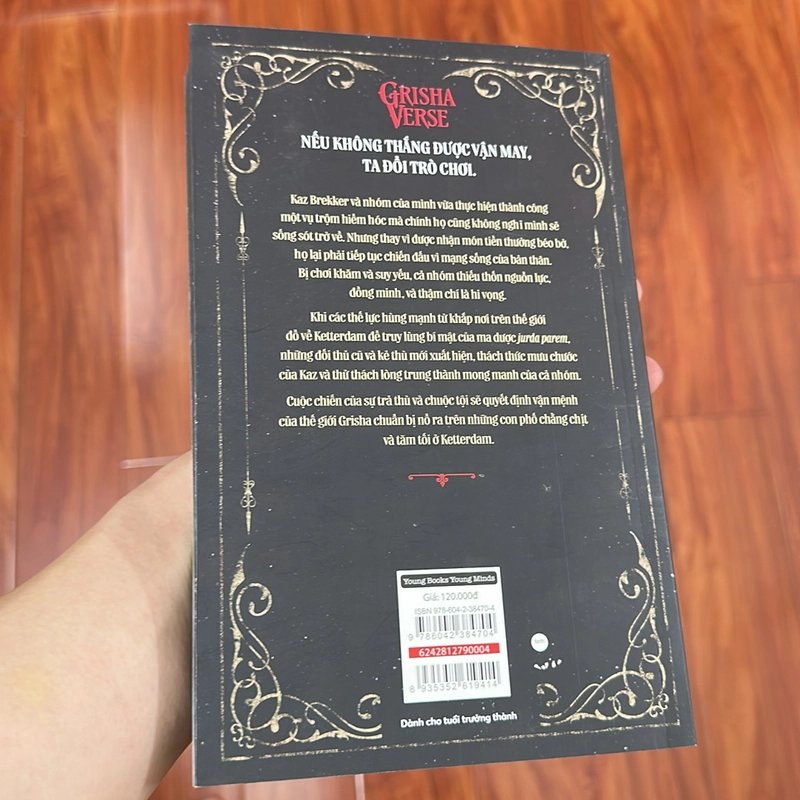 GRISHA
VERSE
NẾU KHÔNG THẮNG ĐƯỢC VẬN MAY,
TA ĐỔI TRÒ CHƠI.
Kaz Brekker và nhóm của mình vừa thực hiện thành công
một vụ trộm hiểm hóc mà chính họ cũng không nghĩ mình sẽ
sống sót trở về. Nhưng thay vì được nhận món tiền thưởng béo bở,
họ lại phải tiếp tục chiến đấu vì mạng sống của bản thân.
Bị chơi khăm và suy yếu, cả nhóm thiếu thốn nguồn lực,
đồng minh, và thậm chí là hi vọng.
Khi các thế lực hùng mạnh từ khắp nơi trên thế giới
đổ về Ketterdam để truy lùng bí mật của ma dược jurda parem,
những đối thủ cũ và kẻ thù mới xuất hiện, thách thức mưu chước
của Kaz và thử thách lòng trung thành mong manh của cả nhóm.
Cuộc chiến của sự trả thù và chuộc tội sẽ quyết định vận mệnh
của thế giới Grisha chuẩn bị nổ ra trên những con phố chằng chịt
và tăm tối ở Ketterdam.
Young Books Young Minds
Giá: 120.000đ
ISBN 978-604-2-38470-4
9 786042 384704
6242812790004
8 935352 619414
Dành cho tuổi trưởng thành